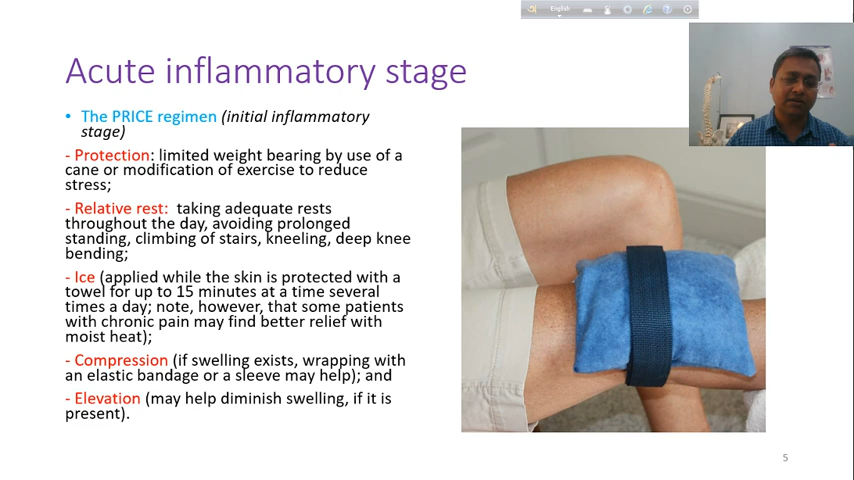 English
Acute inflammatory stage
• The PRICE regimen (initial inflammatory
stage)
- Protection: limited weight bearing by use of a
cane or modification of exercise to reduce
stress;
- Relative rest: taking adequate rests
throughout the day, avoiding prolonged
standing, climbing of stairs, kneeling, deep knee
bending;
- Ice (applied while the skin is protected with a
towel for up to 15 minutes at a time several
times a day; note, however, that some patients
with chronic pain may find better relief with
moist heat);
- Compression (if swelling exists, wrapping with
an elastic bandage or a sleeve may help); and
- Elevation (may help diminish swelling, if it is
present).
5